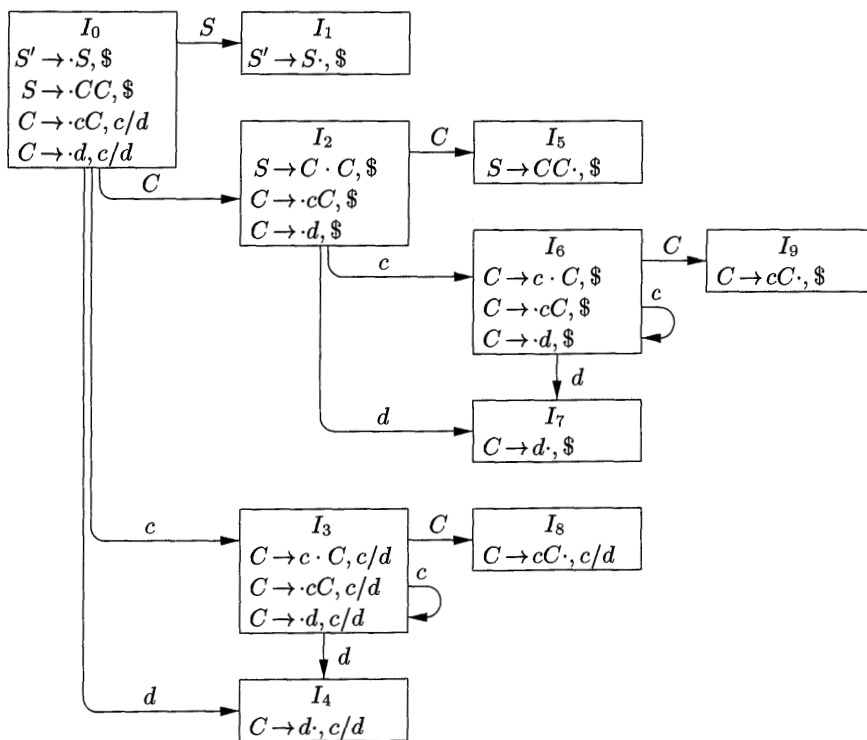 I₀
S' → ·S, $
S → ·CC, $
C → ·cC, c/d
C → ·d, c/d
S
I₁
S' → S·, $
C
I₂
S → C · C, $
C → ·cC, $
C → ·d, $
C
I₅
S → CC·, $
c
I₆
C → c · C, $
C → ·cC, $
C → ·d, $
C
I₉
C → cC·, $
c
d
d
I₇
C → d·, $
c
I₃
C → c · C, c/d
C → ·cC, c/d
C → ·d, c/d
C
I₈
C → cC·, c/d
c
d
d
I₄
C → d·, c/d